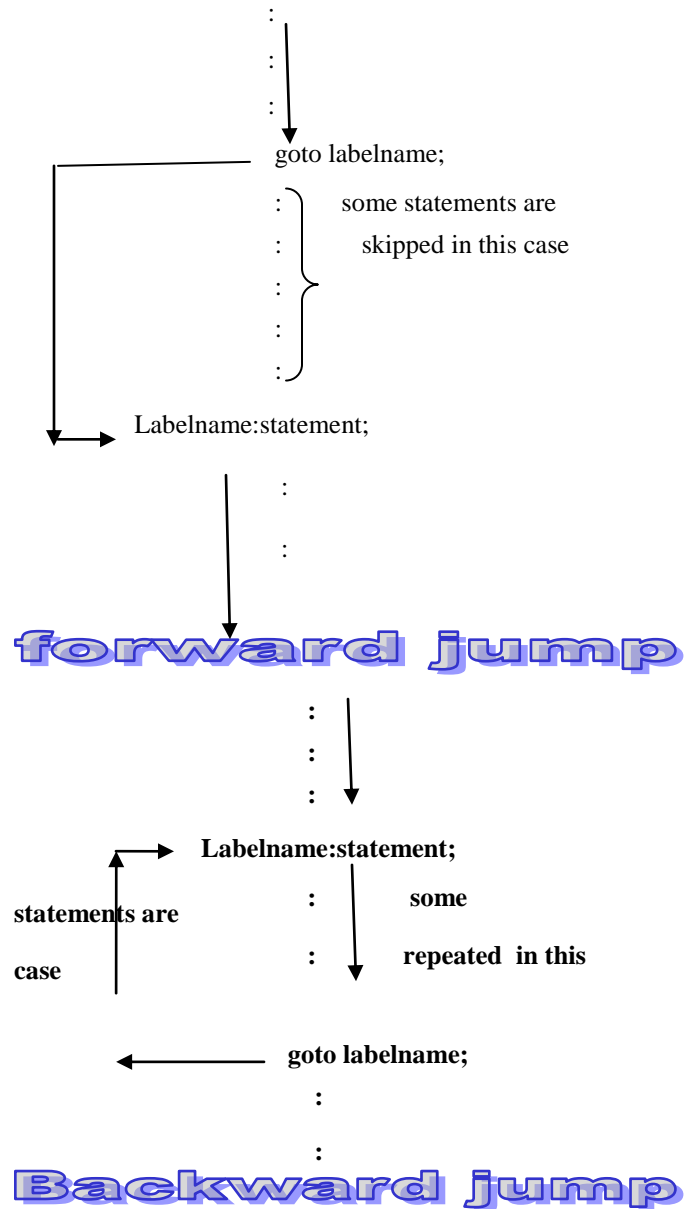 :
:
:
goto labelname;
: some statements are
: skipped in this case
:
:
:
Labelname:statement;
:
:
forward jump
:
:
:
Labelname:statement;
: some
statements are
: repeated in this
case
goto labelname;
:
:
Backward jump